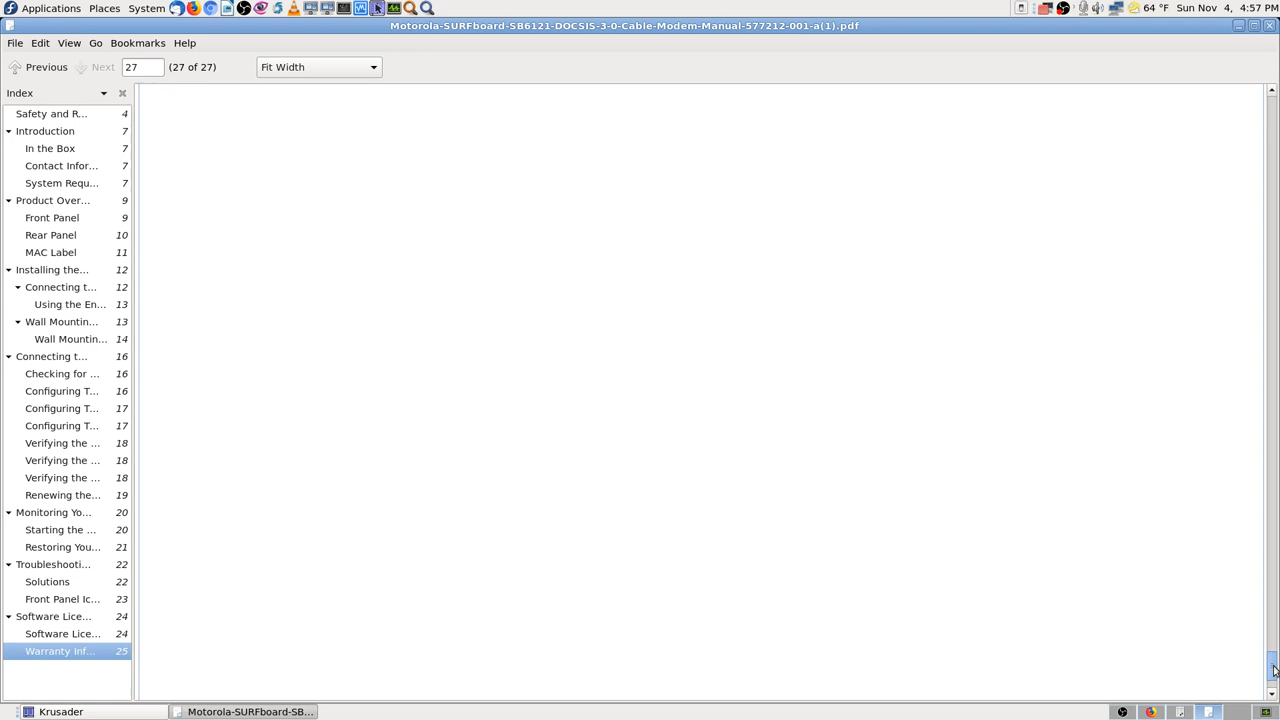 Applications Places System 64 °F Sun Nov 4, 4:57 PM
Motorola-SURFboard-SB6121-DOCSIS-3-0-Cable-Modem-Manual-577212-001-a(1).pdf
File Edit View Go Bookmarks Help
Previous Next 27 (27 of 27) Fit Width
Index
Safety and R... 4
Introduction 7
In the Box 7
Contact Infor... 7
System Requ... 7
Product Over... 9
Front Panel 9
Rear Panel 10
MAC Label 11
Installing the... 12
Connecting t... 12
Using the En... 13
Wall Mountin... 13
Wall Mountin... 14
Connecting t... 16
Checking for ... 16
Configuring T... 16
Configuring T... 17
Configuring T... 17
Verifying the ... 18
Verifying the ... 18
Verifying the ... 18
Renewing the... 19
Monitoring Yo... 20
Starting the ... 20
Restoring You... 21
Troubleshooti... 22
Solutions 22
Front Panel Ic... 23
Software Lice... 24
Software Lice... 24
Warranty Inf... 25
Krusader Motorola-SURFboard-SB...